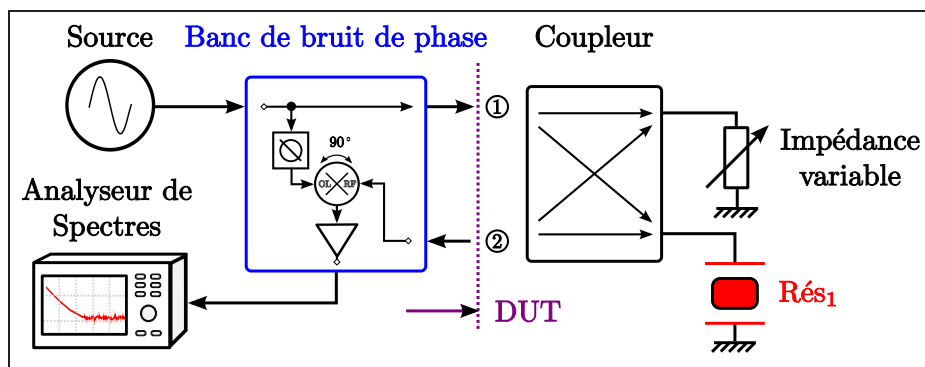 Source
Banc de bruit de phase
Coupleur
①
90°
OL RF
Impédance
variable
Analyseur de
Spectres
②
DUT
Rés₁